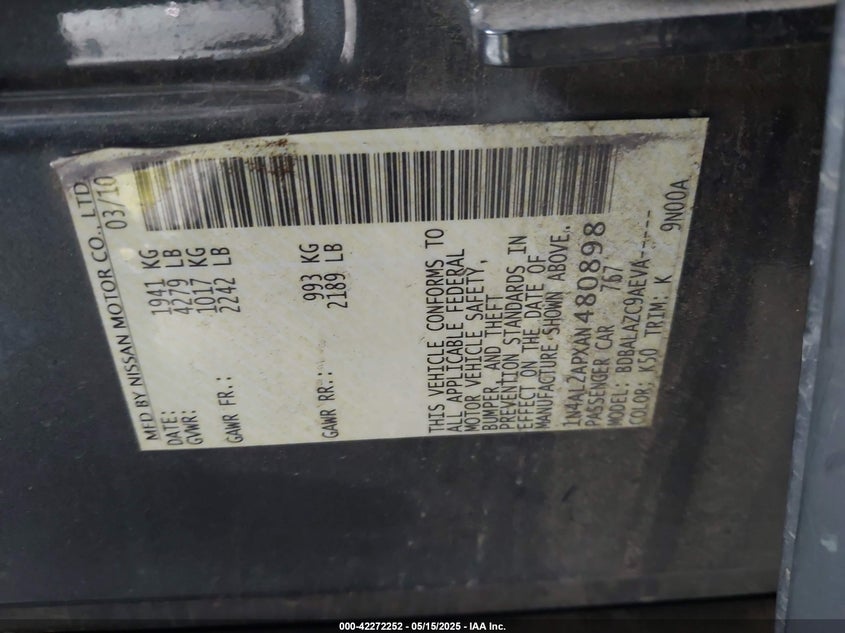 MFD BY NISSAN MOTOR CO., LTD
DATE: 03/10
GVWR: 1941 KG
4279 LB
GAWR FR.: 1017 KG
2242 LB
GAWR RR.: 993 KG
2189 LB
THIS VEHICLE CONFORMS TO
ALL APPLICABLE FEDERAL
MOTOR VEHICLE SAFETY,
BUMPER, AND THEFT
PREVENTION STANDARDS IN
EFFECT ON THE DATE OF
MANUFACTURE SHOWN ABOVE.
1N4AL2APXAN480898
PASSENGER CAR 767
MODEL: BDBALAZC9AEVA-----
COLOR: K50 TRIM: K 9N00A
000-42272252 - 05/15/2025 - IAA Inc.